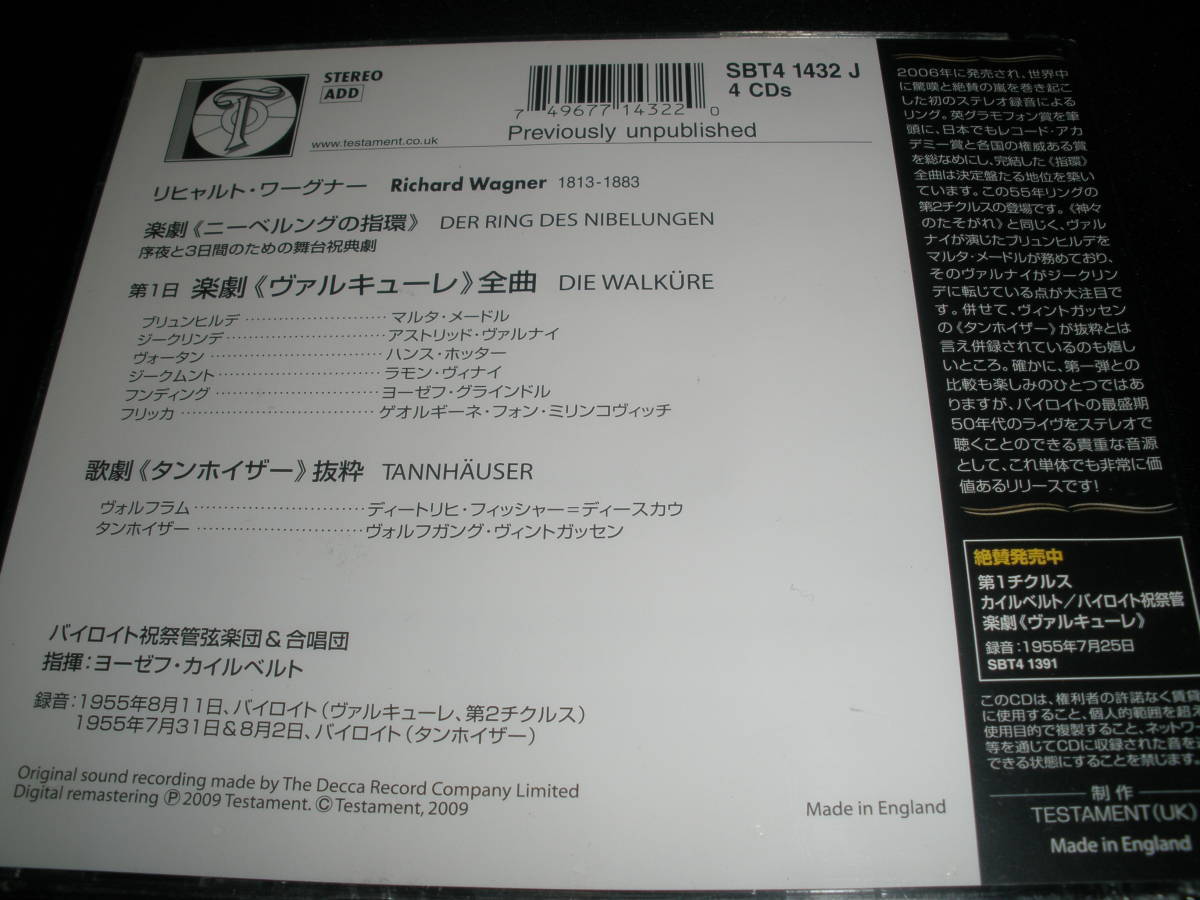 STEREO
ADD
www.testament.co.uk
7 49677 14322 0
SBT4 1432 J
4 CDs
Previously unpublished
リヒャルト・ワーグナー Richard Wagner 1813-1883
楽劇《ニーベルングの指環》 DER RING DES NIBELUNGEN
序夜と3日間のための舞台祝典劇
第1日 楽劇《ヴァルキューレ》全曲 DIE WALKÜRE
ブリュンヒルデ マルタ・メードル
ジークリンデ アストリッド・ヴァルナイ
ヴォータン ハンス・ホッター
ジークムント ラモン・ヴィナイ
フンディング ヨーゼフ・グラインドル
フリッカ ゲオルギーネ・フォン・ミリンコヴィッチ
歌劇《タンホイザー》抜粋 TANNHÄUSER
ヴォルフラム ディートリヒ・フィッシャー=ディースカウ
タンホイザー ヴォルフガング・ヴィントガッセン
バイロイト祝祭管弦楽団&合唱団
指揮:ヨーゼフ・カイルベルト
録音:1955年8月11日、バイロイト(ヴァルキューレ、第2チクルス)
1955年7月31日&8月2日、バイロイト(タンホイザー)
Original sound recording made by The Decca Record Company Limited
Digital remastering Ⓟ 2009 Testament. © Testament, 2009
Made in England
2006年に発売され、世界中
に驚嘆と絶賛の嵐を巻き起こ
した初のステレオ録音による
リング。英グラモフォン賞を筆
頭に、日本でもレコード・アカ
デミー賞と各国の権威ある賞
を総なめにし、完結した《指環》
全曲は決定盤たる地位を築い
ています。この55年リングの
第2チクルスの登場です。《神々
のたそがれ》と同じく、ヴァル
ナイが演じたブリュンヒルデを
マルタ・メードルが務めており、
そのヴァルナイがジークリン
デに転じている点が大注目で
す。併せて、ヴィントガッセン
の《タンホイザー》が抜粋とは
言え併録されているのも嬉し
いところ。確かに、第一弾との
比較も楽しみのひとつではあ
りますが、バイロイトの最盛期
50年代のライヴをステレオで
聴くことのできる貴重な音源
として、これ単体でも非常に価
値あるリリースです!
絶賛発売中
第1チクルス
カイルベルト/バイロイト祝祭管
楽劇《ヴァルキューレ》
録音:1955年7月25日
SBT4 1391
このCDは、権利者の許諾なく賃貸
に使用すること、個人的範囲を超え
使用目的で複製すること、ネットワー
等を通じてCDに収録された音を
できる状態にすることを禁じます。
制作
TESTAMENT(UK)
Made in England